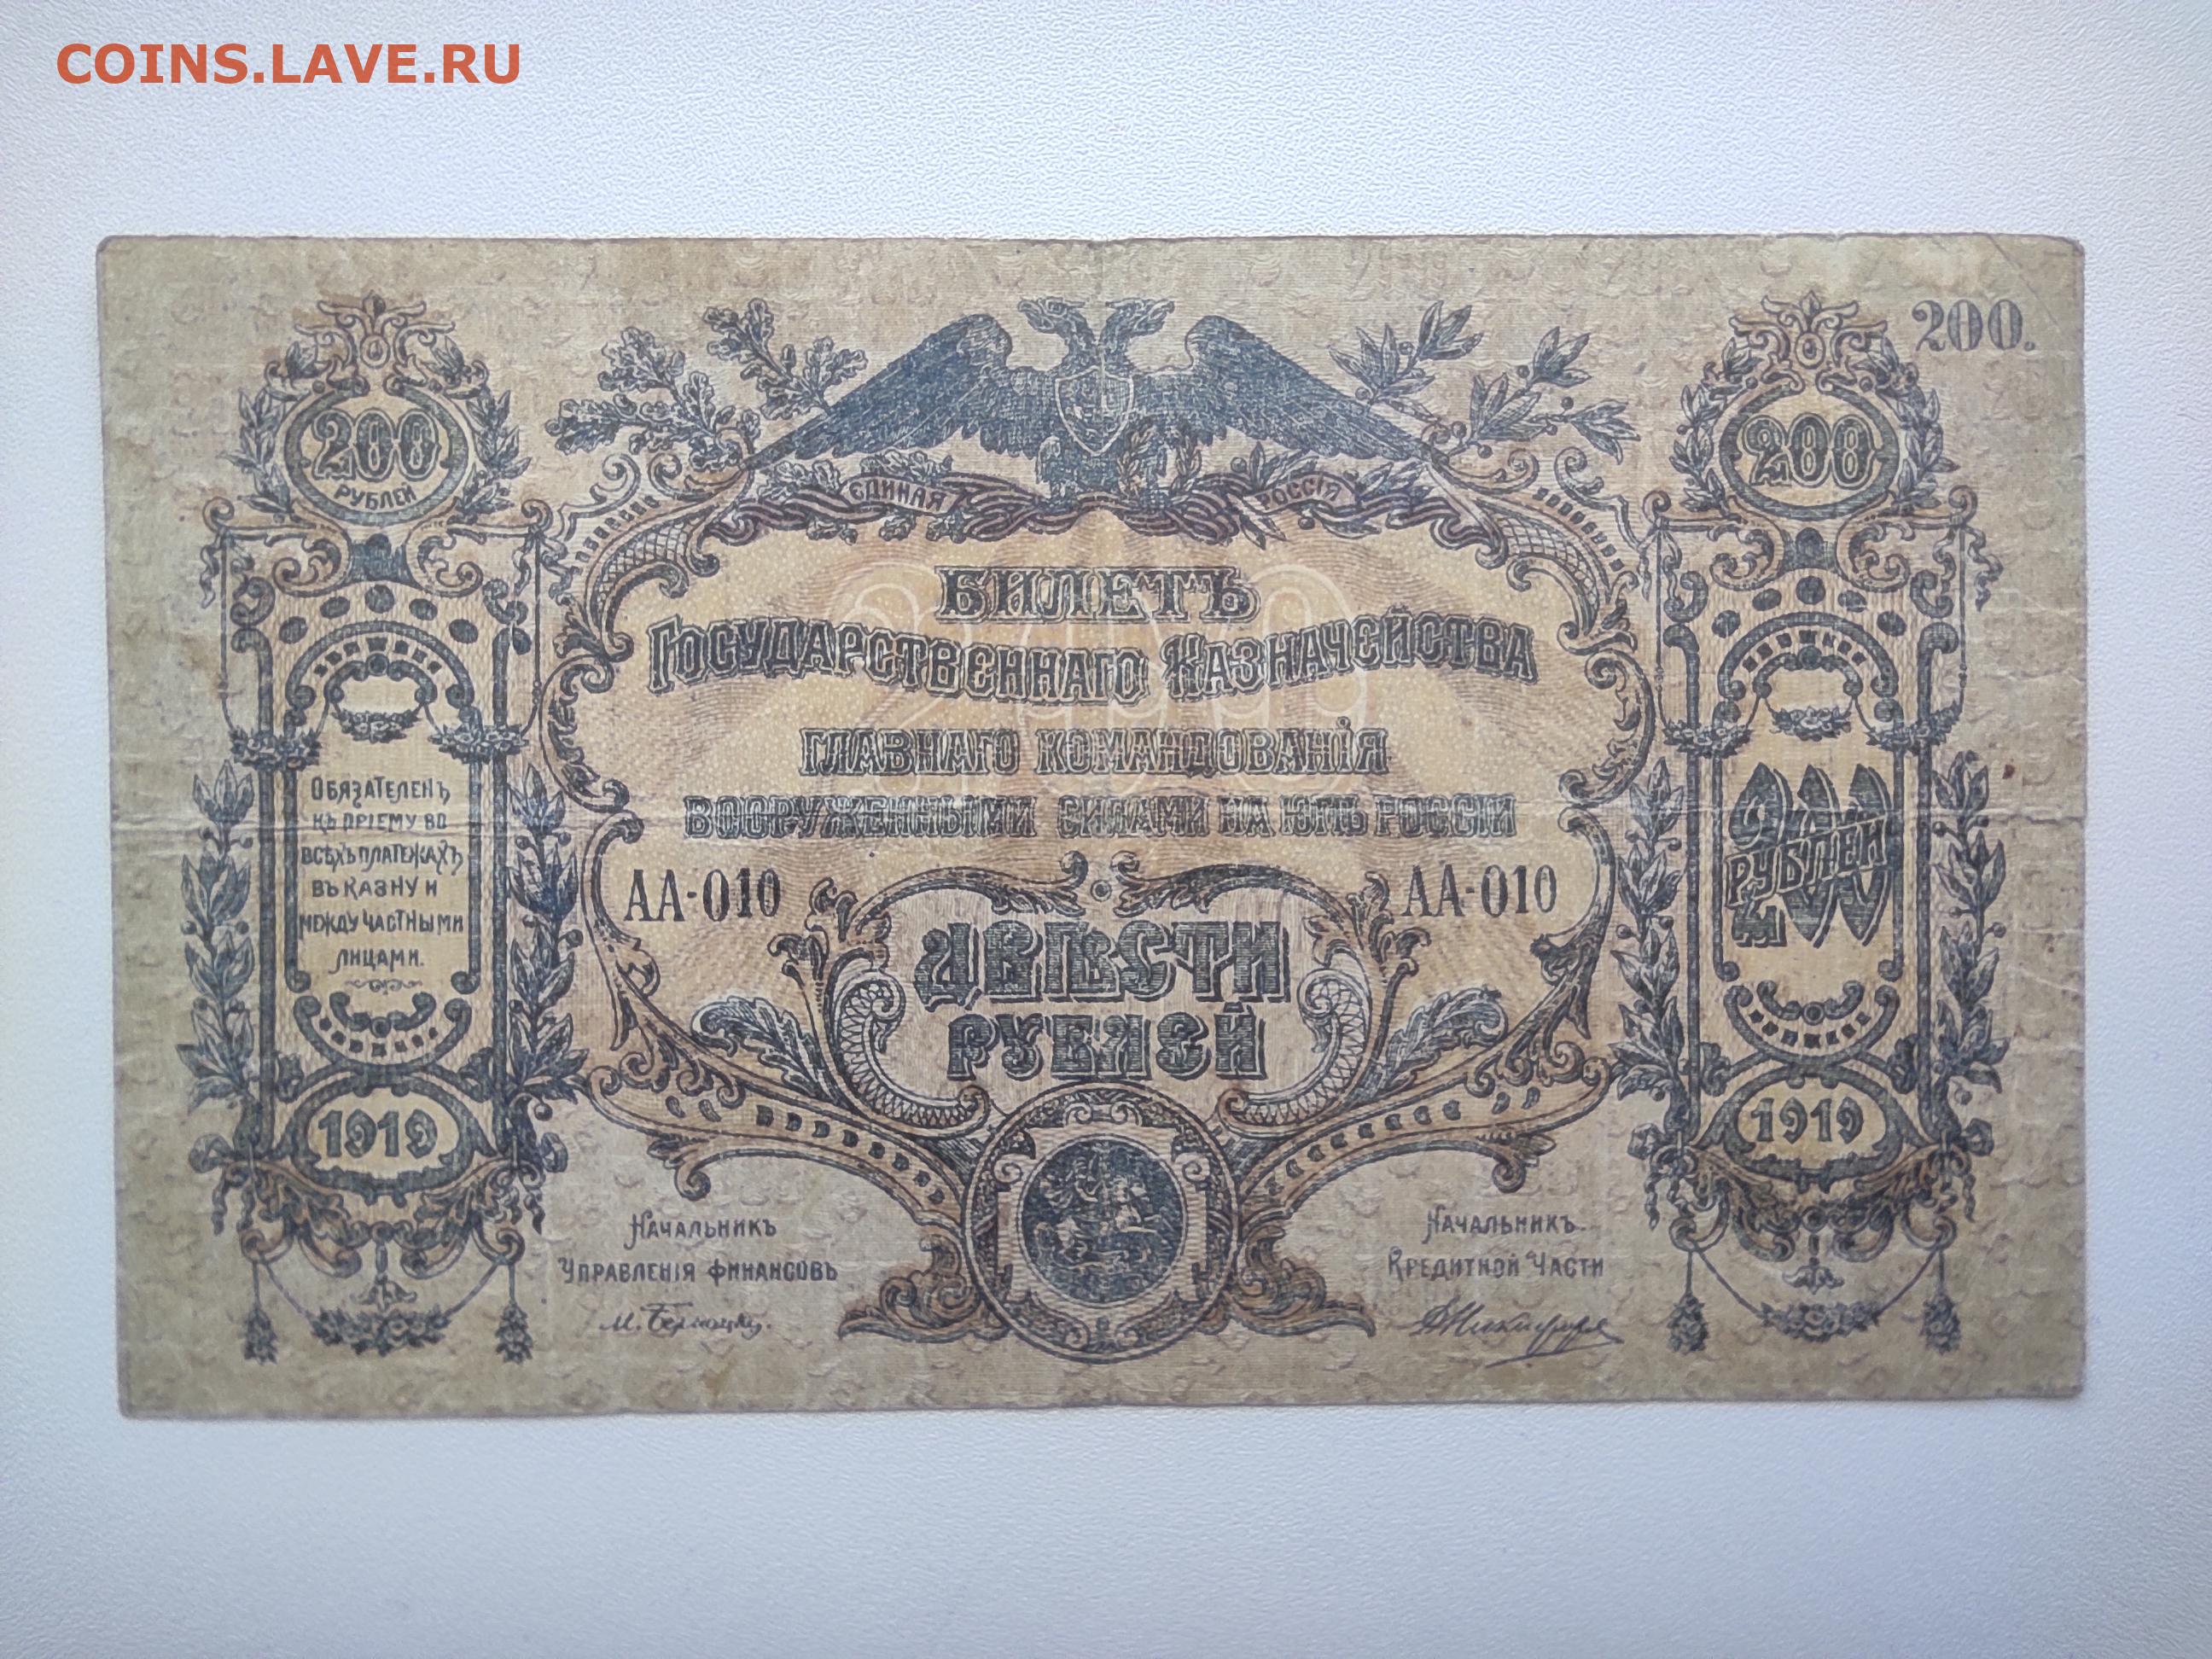 COINS.LAVE.RU
200.
200
РУБЛЕЙ
200
ЕДИНАЯ РОССІЯ
БИЛЕТЪ
ГОСУДАРСТВЕННАГО КАЗНАЧЕЙСТВА
ГЛАВНАГО КОМАНДОВАНІЯ
ВООРУЖЕННЫМИ СИЛАМИ НА ЮГѢ РОССІИ
ОБЯЗАТЕЛЕНЪ
КЪ ПРІЕМУ ВО
ВСѢХЪ ПЛАТЕЖАХЪ
ВЪ КАЗНУ И
МЕЖДУ ЧАСТНЫМИ
ЛИЦАМИ.
200
РУБЛЕЙ
АА-010 АА-010
ДВѢСТИ
РУБЛЕЙ
1919
1919
НАЧАЛЬНИКЪ
УПРАВЛЕНІЯ ФИНАНСОВЪ
М. Бернацкій.
НАЧАЛЬНИКЪ
КРЕДИТНОЙ ЧАСТИ